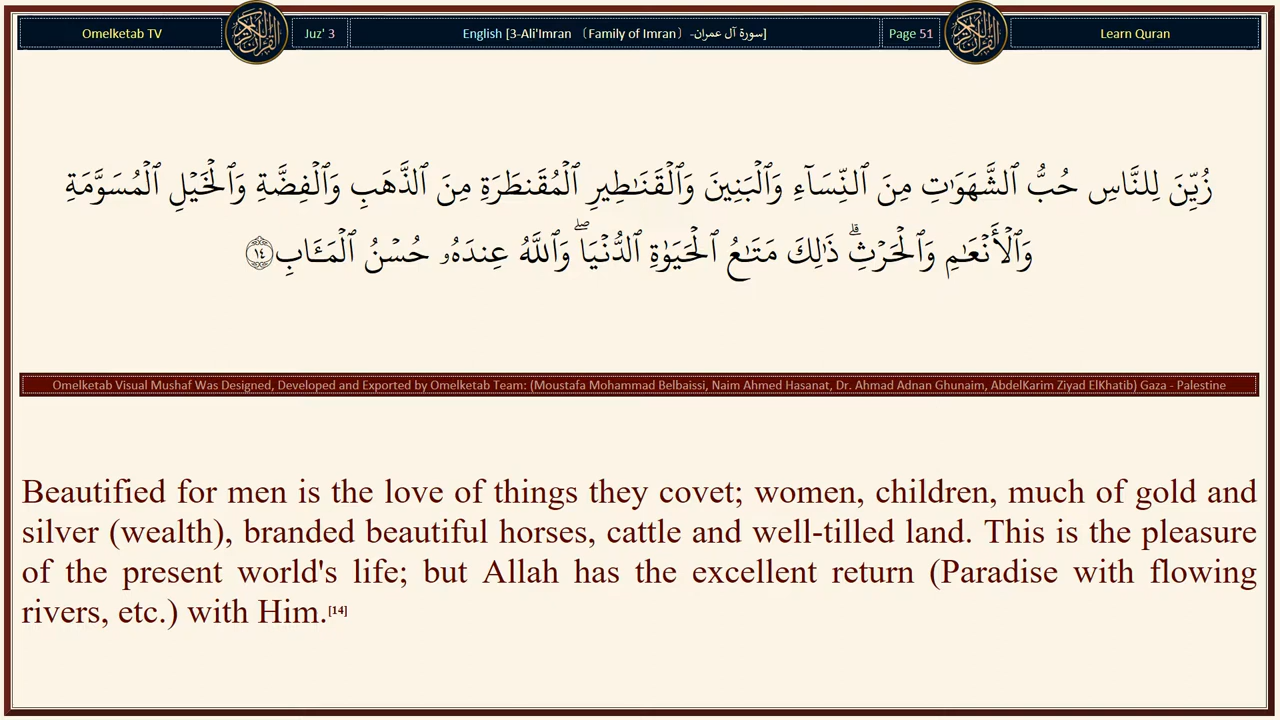 Omelketab TV
Juz' 3
English [3-Ali'Imran 〔Family of Imran〕-سورة آل عمران]
Page 51
Learn Quran
زُيِّنَ لِلنَّاسِ حُبُّ ٱلشَّهَوَٰتِ مِنَ ٱلنِّسَآءِ وَٱلْبَنِينَ وَٱلْقَنَٰطِيرِ ٱلْمُقَنطَرَةِ مِنَ ٱلذَّهَبِ وَٱلْفِضَّةِ وَٱلْخَيْلِ ٱلْمُسَوَّمَةِ
وَٱلْأَنْعَٰمِ وَٱلْحَرْثِ ۗ ذَٰلِكَ مَتَٰعُ ٱلْحَيَوٰةِ ٱلدُّنْيَا ۖ وَٱللَّهُ عِندَهُۥ حُسْنُ ٱلْمَـَٔابِ ١٤
Omelketab Visual Mushaf Was Designed, Developed and Exported by Omelketab Team: (Moustafa Mohammad Belbaissi, Naim Ahmed Hasanat, Dr. Ahmad Adnan Ghunaim, AbdelKarim Ziyad ElKhatib) Gaza - Palestine
Beautified for men is the love of things they covet; women, children, much of gold and
silver (wealth), branded beautiful horses, cattle and well-tilled land. This is the pleasure
of the present world's life; but Allah has the excellent return (Paradise with flowing
rivers, etc.) with Him.[14]